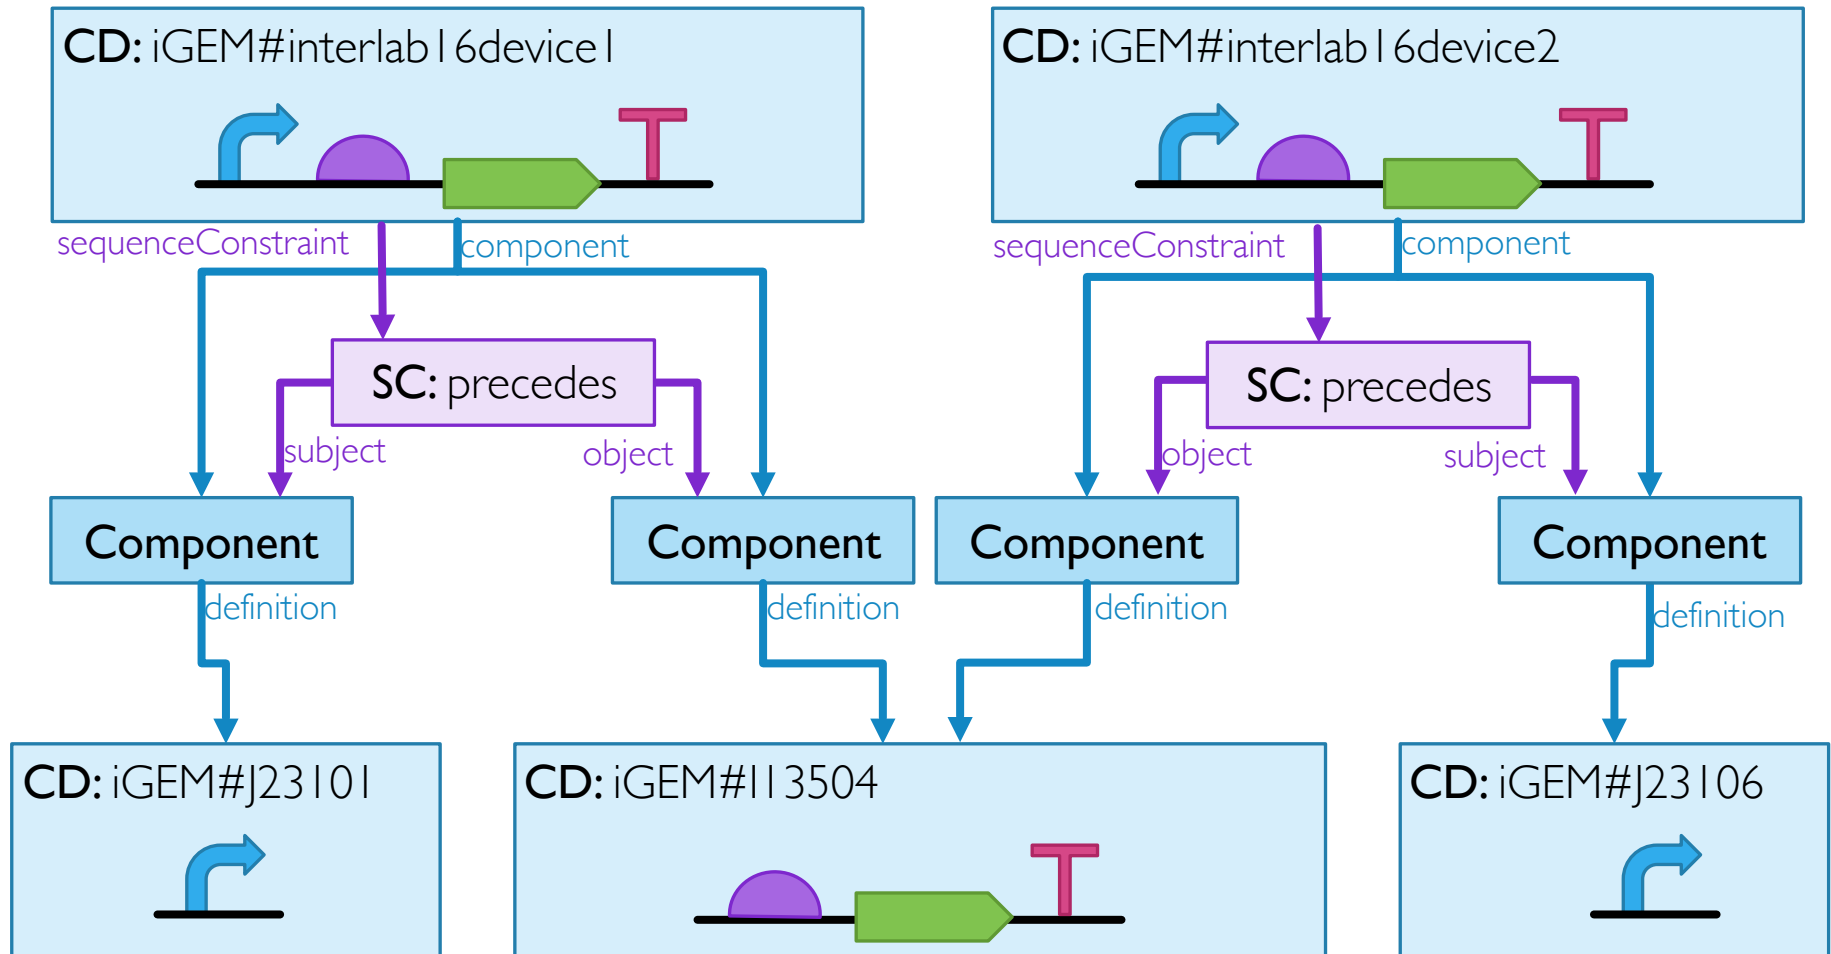 CD: iGEM#interlab16device1
CD: iGEM#interlab16device2
sequenceConstraint
component
sequenceConstraint
component
SC: precedes
SC: precedes
subject
object
object
subject
Component
Component
Component
Component
definition
definition
definition
definition
CD: iGEM#J23101
CD: iGEM#I13504
CD: iGEM#J23106